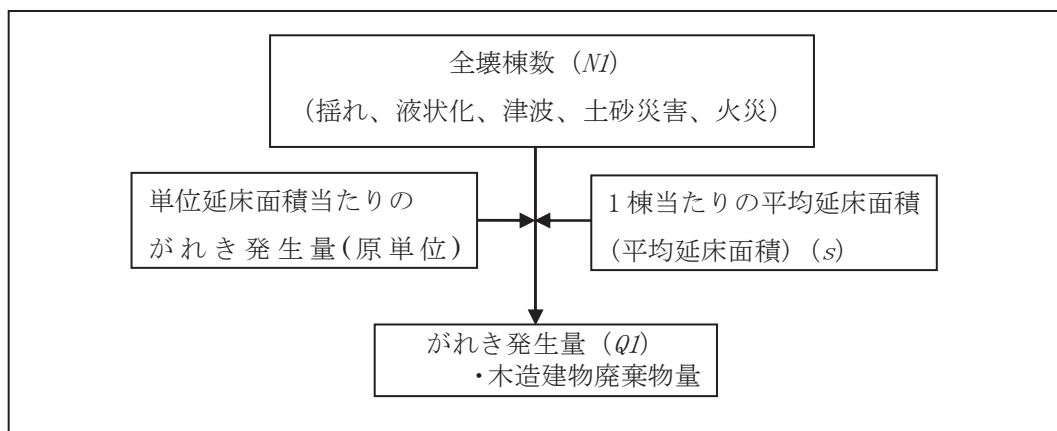 全壊棟数（N1）
（揺れ、液状化、津波、土砂災害、火災）
単位延床面積当たりの
がれき発生量(原単位)
１棟当たりの平均延床面積
(平均延床面積)（s）
がれき発生量（Q1）
・木造建物廃棄物量